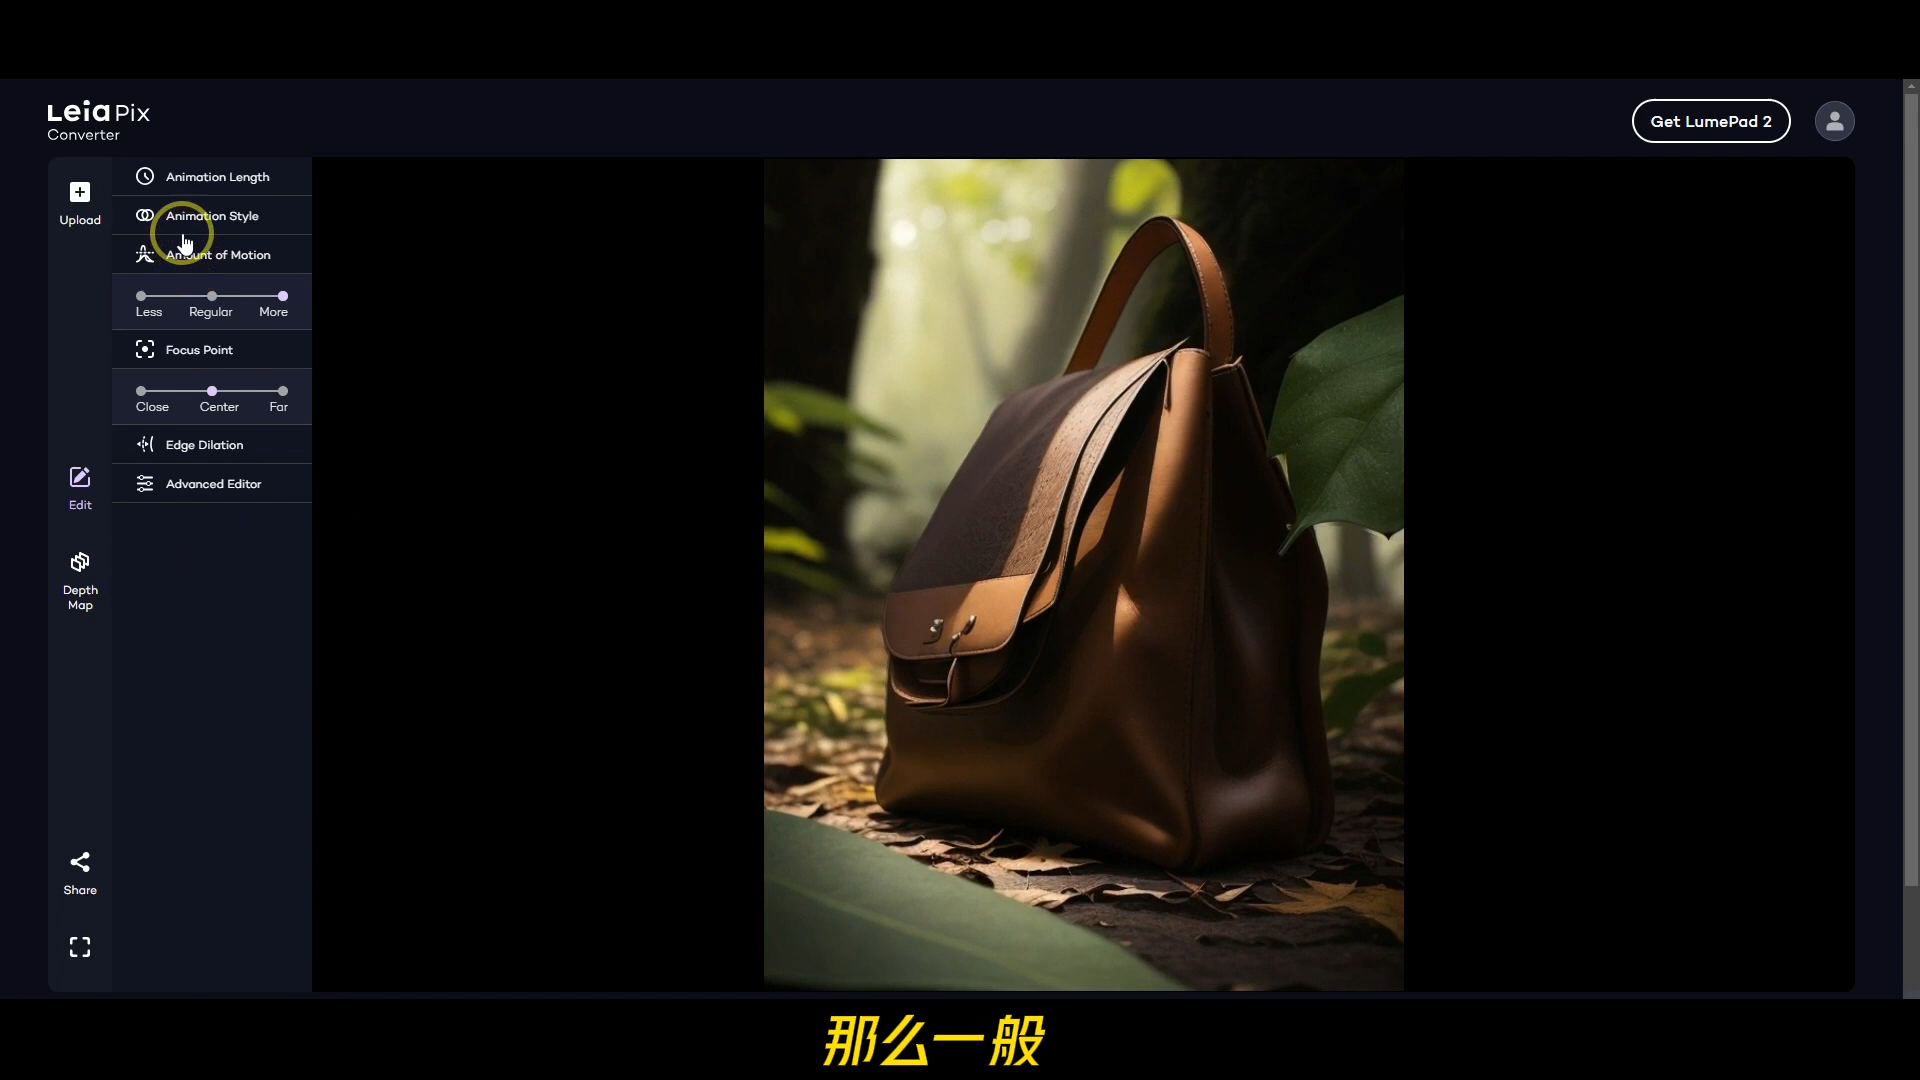 Leia Pix
Converter
Get LumePad 2
Upload
Animation Length
Animation Style
Amount of Motion
Less Regular More
Focus Point
Close Center Far
Edge Dilation
Advanced Editor
Edit
Depth
Map
Share
那么一般